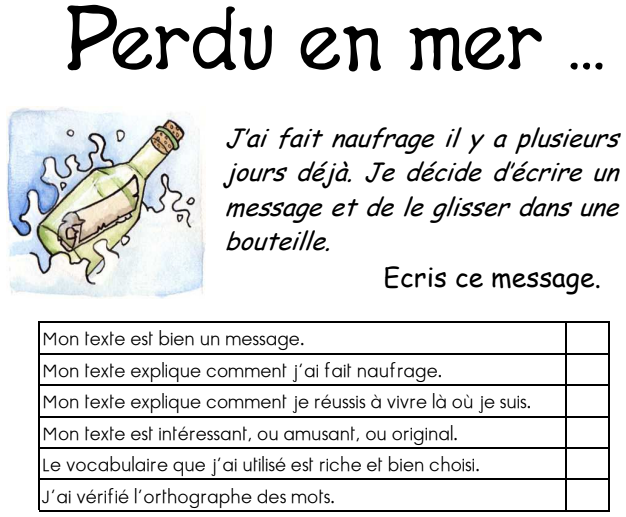 Perdu en mer ...
J'ai fait naufrage il y a plusieurs
jours déjà. Je décide d'écrire un
message et de le glisser dans une
bouteille.
Ecris ce message.
Mon texte est bien un message.
Mon texte explique comment j'ai fait naufrage.
Mon texte explique comment je réussis à vivre là où je suis.
Mon texte est intéressant, ou amusant, ou original.
Le vocabulaire que j'ai utilisé est riche et bien choisi.
J'ai vérifié l'orthographe des mots.